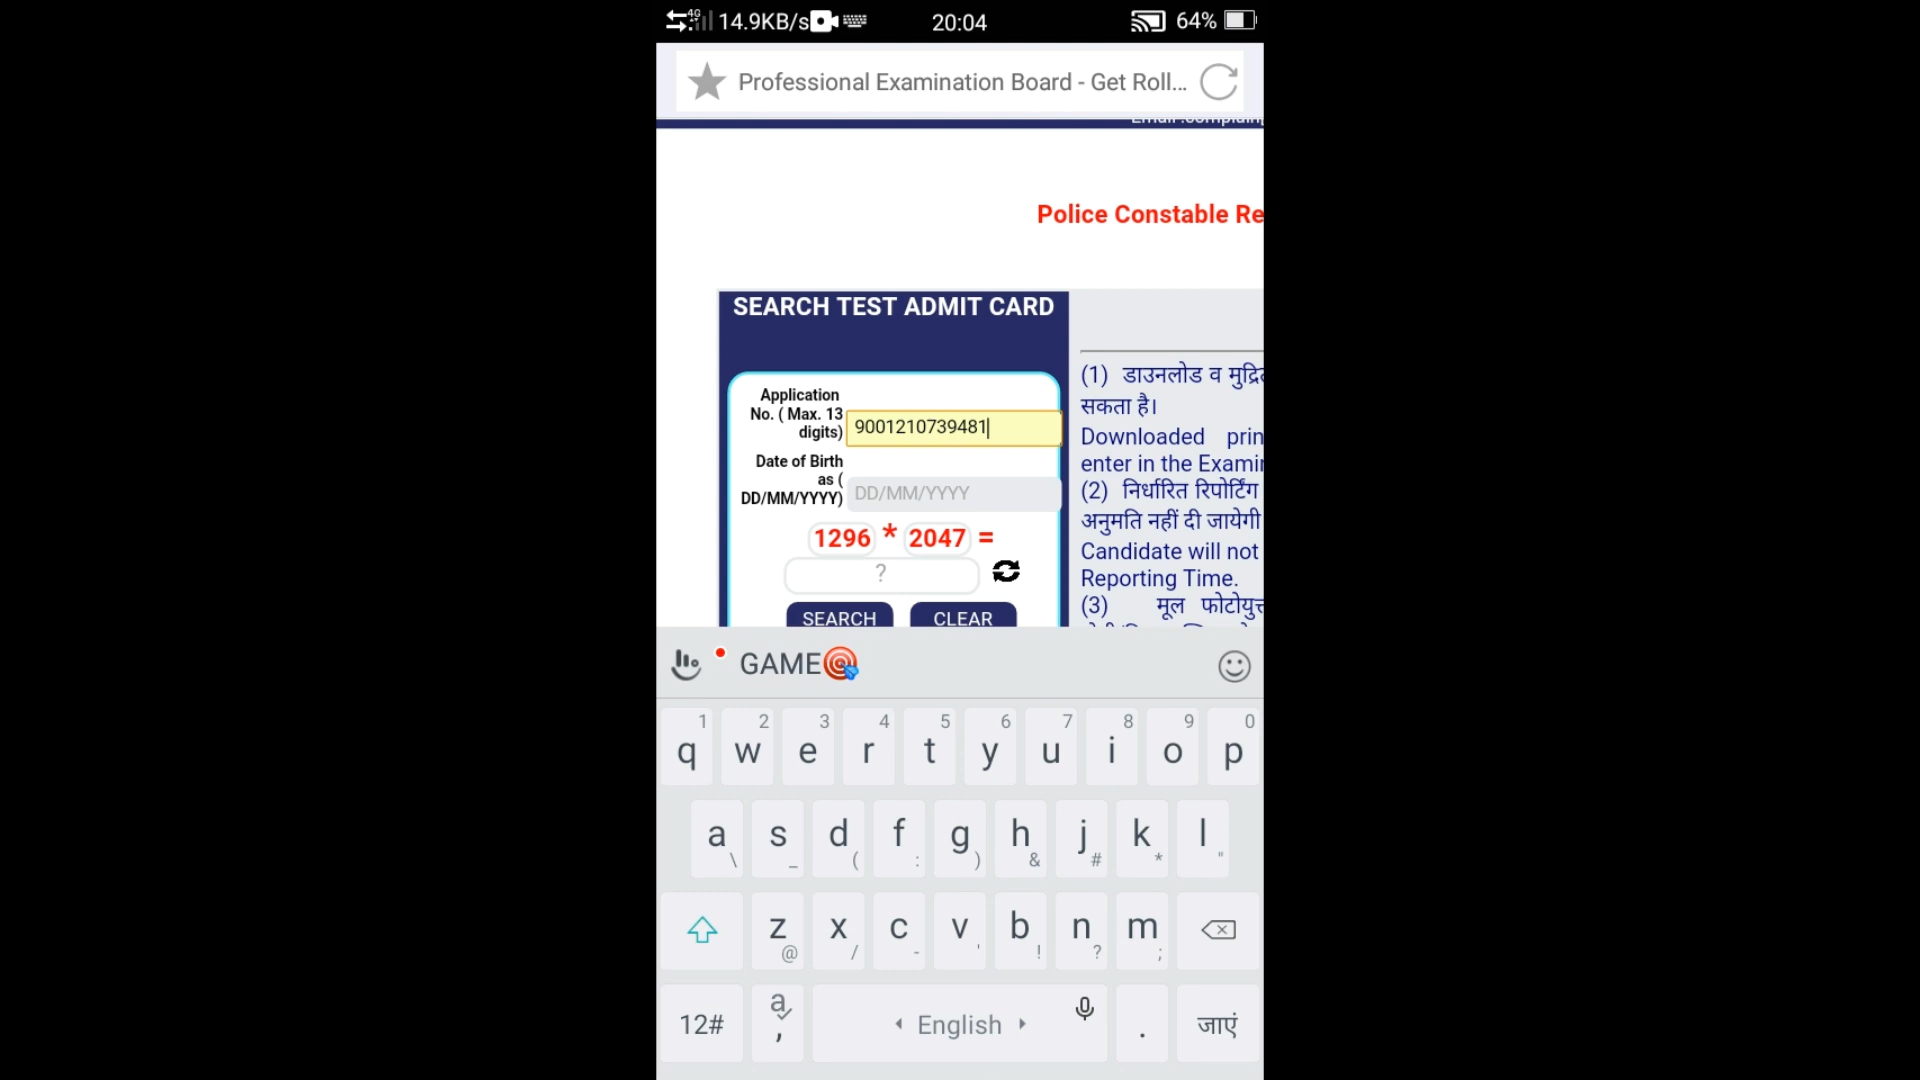 4G 14.9KB/s 20:04 64%
Professional Examination Board - Get Roll...
Police Constable Re
SEARCH TEST ADMIT CARD
Application
No. ( Max. 13
digits)
9001210739481
Date of Birth
as (
DD/MM/YYYY)
DD/MM/YYYY
1296 * 2047 =
?
SEARCH CLEAR
(1) डाउनलोड व मुद्रि
सकता है।
Downloaded prin
enter in the Exami
(2) निर्धारित रिपोर्टिंग
अनुमति नहीं दी जायेगी
Candidate will not
Reporting Time.
(3) मूल फोटोयुक्त
GAME
1 2 3 4 5 6 7 8 9 0
q w e r t y u i o p
a s d f g h j k l
\ _ ( : ) & # * "
z x c v b n m
@ / - ' ! ? ;
12# a , English . जाएं